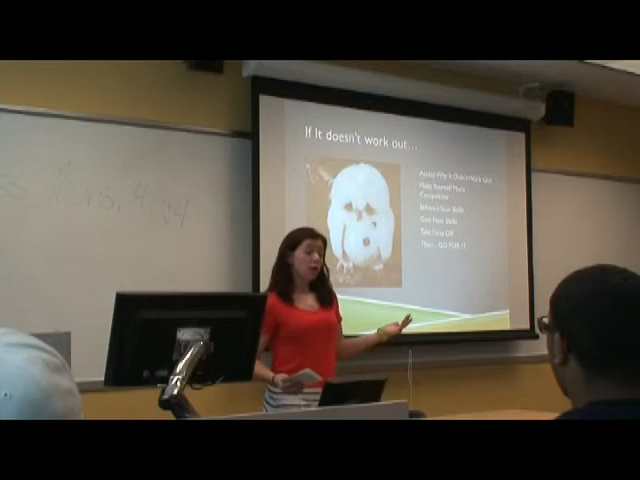 If It doesn't work out…
Assess Why It Didn't Work Out
Make Yourself More
Competitive
Enhance Your Skills
Gain New Skills
Take Time Off
Then… GO FOR IT